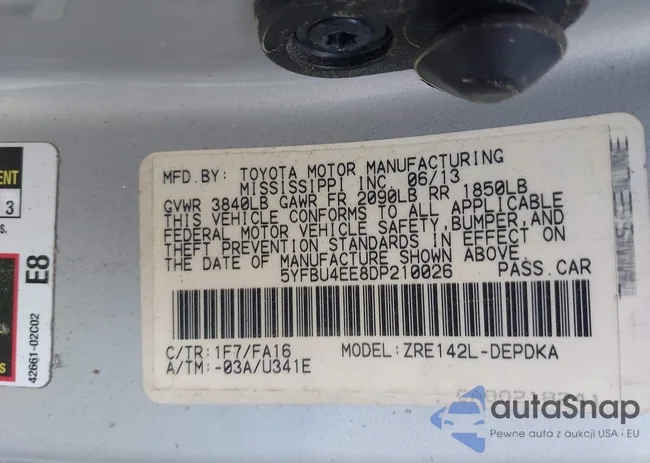 MFD.BY: TOYOTA MOTOR MANUFACTURING
MISSISSIPPI INC. 06/13
GVWR 3840LB GAWR FR 2090LB RR 1850LB
THIS VEHICLE CONFORMS TO ALL APPLICABLE
FEDERAL MOTOR VEHICLE SAFETY,BUMPER,AND
THEFT PREVENTION STANDARDS IN EFFECT ON
THE DATE OF MANUFACTURE SHOWN ABOVE.
5YFBU4EE8DP210026 PASS.CAR
C/TR:1F7/FA16 MODEL:ZRE142L-DEPDKA
A/TM:-03A/U341E
3
E8
42661-02C02
autoSnap
Pewne auta z aukcji USA i EU